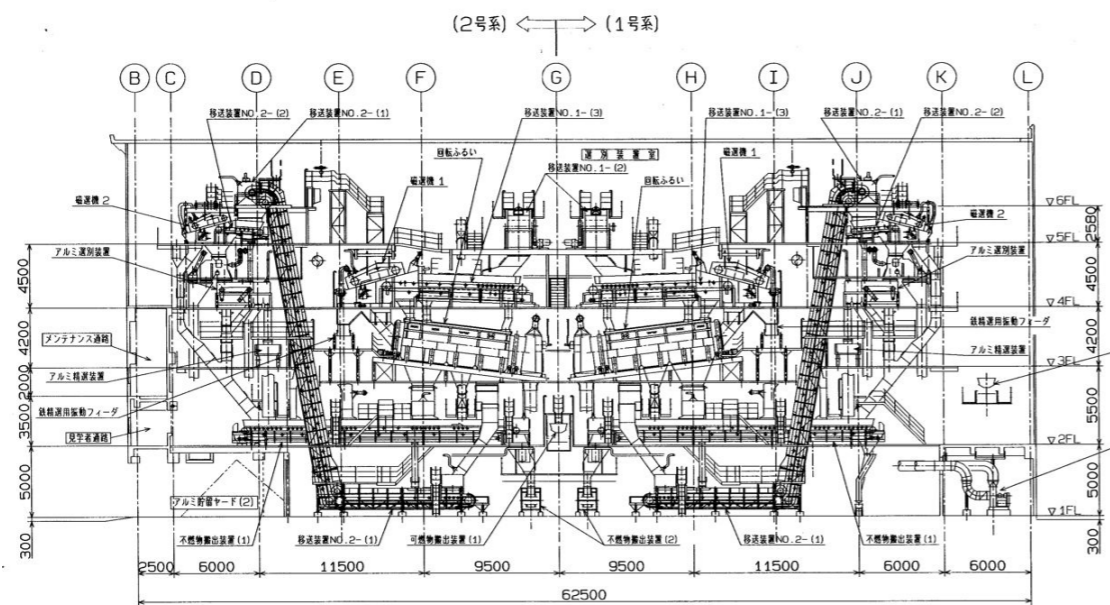 (2号系) (1号系)
B C D E F G H I J K L
移送装置NO.2-(2) 移送装置NO.2-(1) 移送装置NO.1-(3) 移送装置NO.1-(3) 移送装置NO.2-(1) 移送装置NO.2-(2)
回転ふるい 選別装置室 磁選機1
磁選機1 移送装置NO.1-(2) 回転ふるい
磁選機2 磁選機2
アルミ選別装置 アルミ選別装置
6FL
2580
5FL
4500 4500
4FL
鉄精選用振動フィーダ
4200 4200
メンテナンス通路
アルミ精選装置
3FL
アルミ精選装置
2000
鉄精選用振動フィーダ
3500 5500
見学者通路
2FL
5000 5000
アルミ貯留ヤード(2)
1FL
300 300
不燃物搬出装置(1) 移送装置NO.2-(1) 可燃物搬出装置(1) 不燃物搬出装置(2) 移送装置NO.2-(1) 不燃物搬出装置(1)
2500 6000 11500 9500 9500 11500 6000 6000
62500